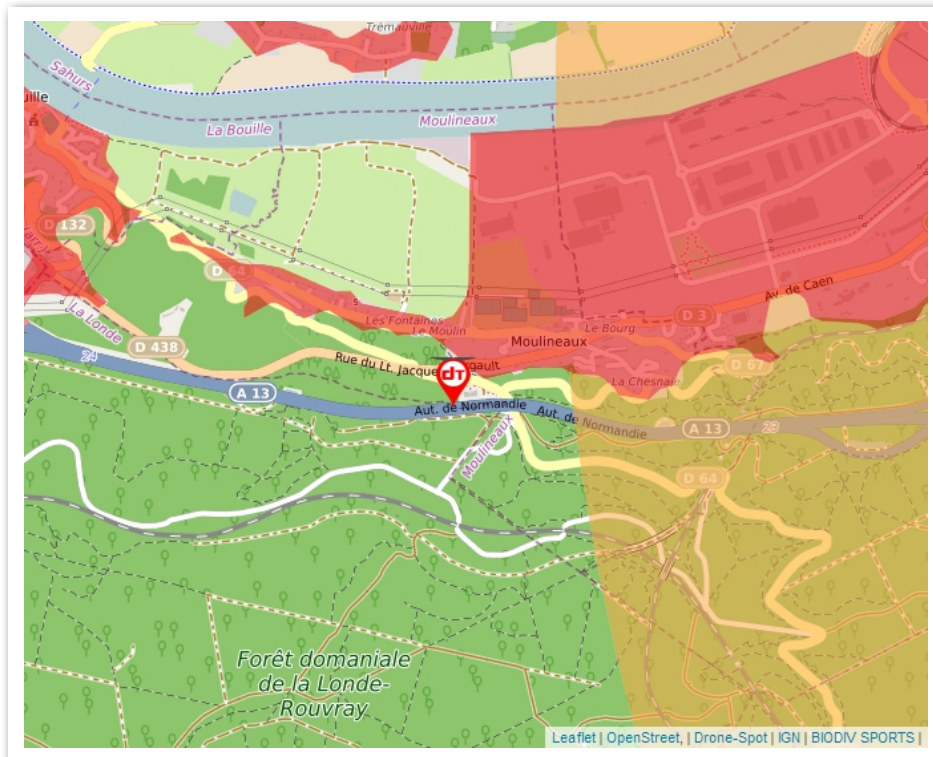 Trémauville
Sahurs
uille
La Bouille
Moulineaux
D 132
D 64
Av. de Caen
Les Fontaines
D 3
La Londe
Le Moulin
Le Bourg
Moulineaux
D 438
24
Rue du Lt. Jacque
gault
D 67
dT
La Chesnaie
A 13
Aut. de Normandie
Aut. de Normandie
A 13
23
Moulineaux
D 64
Forêt domaniale
de la Londe-
Rouvray
Leaflet | OpenStreet, | Drone-Spot | IGN | BIODIV SPORTS |